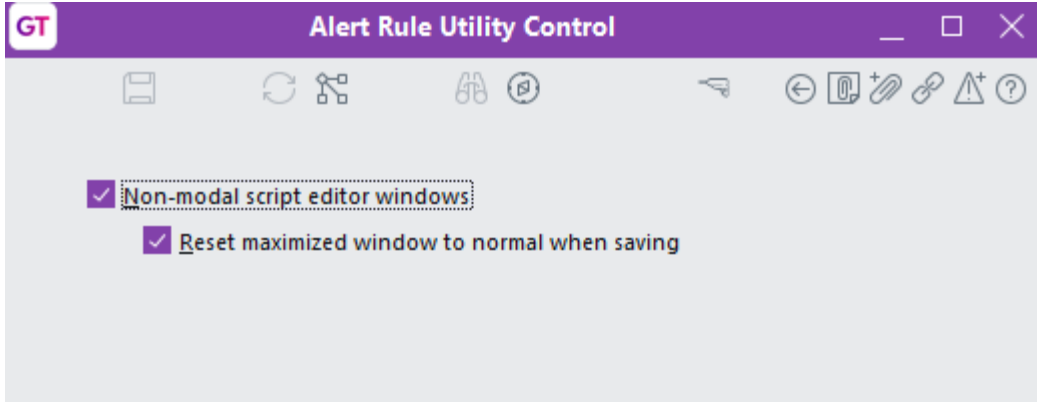 GT
Alert Rule Utility Control
Non-modal script editor windows
Reset maximized window to normal when saving